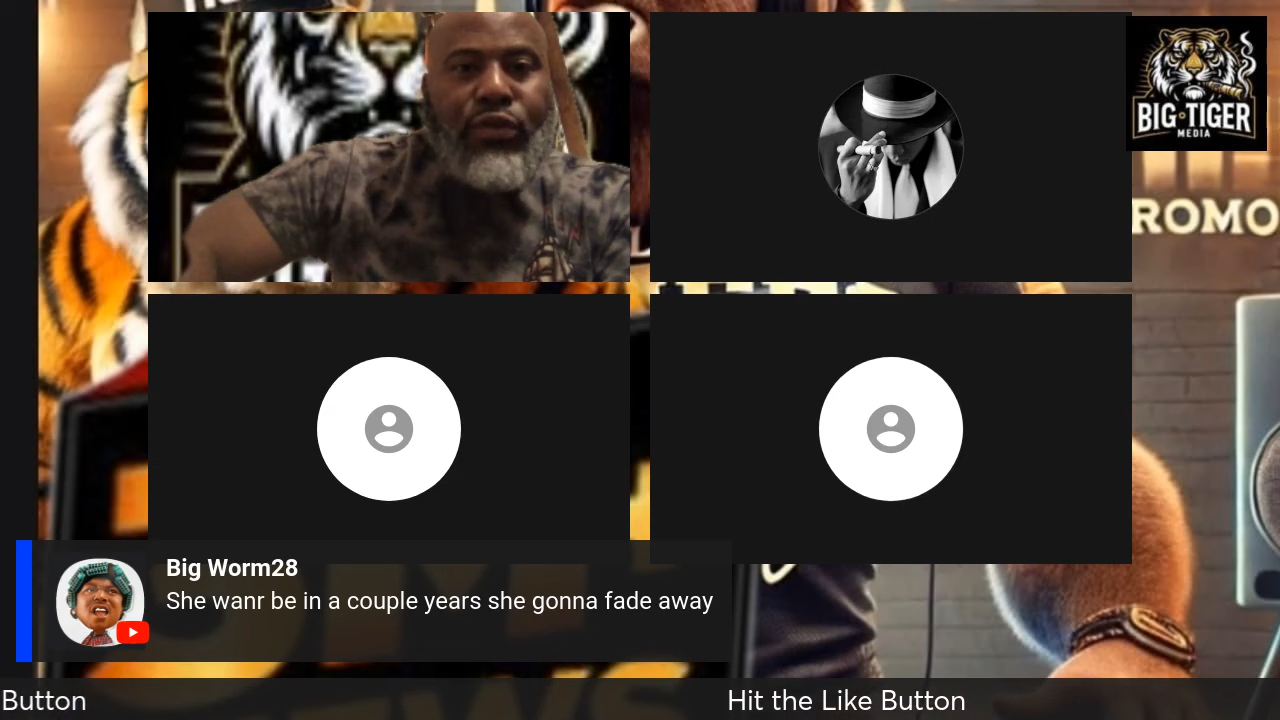 BIG•TIGER
MEDIA
ROMO
Big Worm28
She wanr be in a couple years she gonna fade away
Button
Hit the Like Button